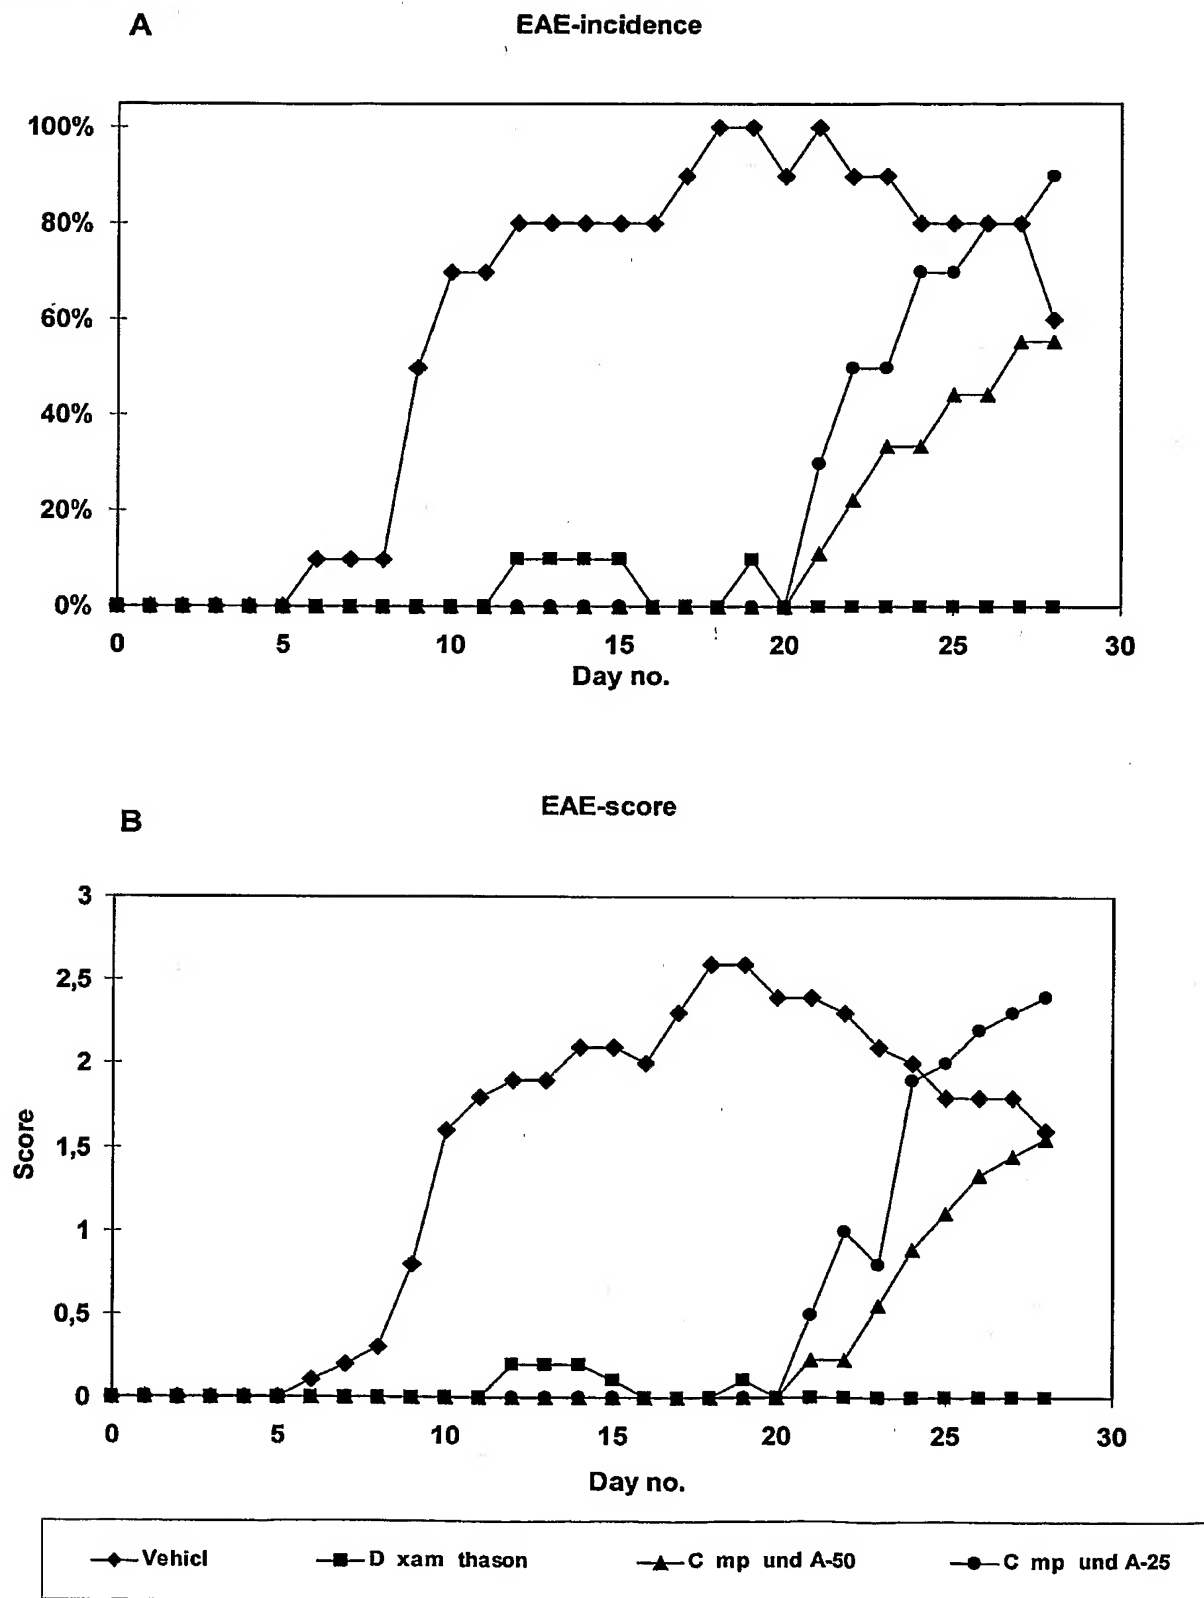 A
EAE-incidence
100%
80%
60%
40%
20%
0%
0 5 10 15 20 25 30
Day no.
B
EAE-score
3
2,5
2
1,5
1
0,5
0
Score
0 5 10 15 20 25 30
Day no.
Vehicl D xam thason C mp und A-50 C mp und A-25